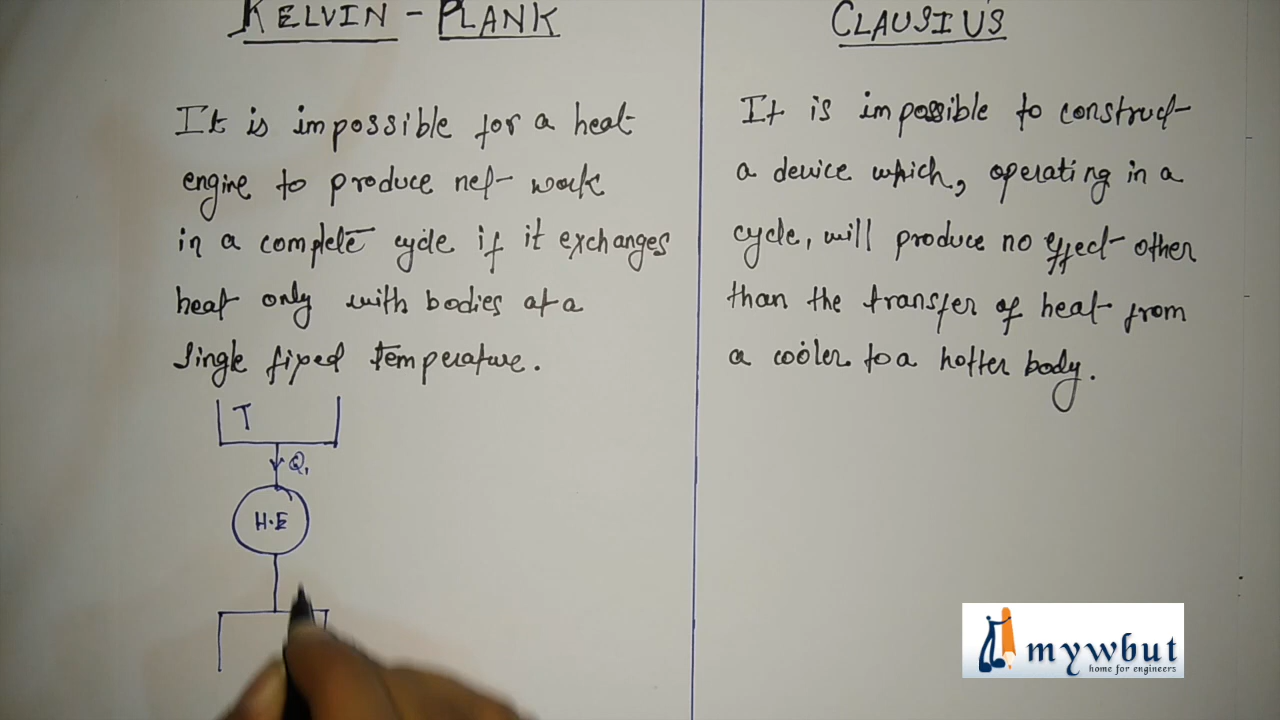 KELVIN - PLANK
It is impossible for a heat
engine to produce net work
in a complete cycle if it exchanges
heat only with bodies at a
single fixed temperature.
T
Q1
H.E
CLAUSIUS
It is impossible to construct
a device which, operating in a
cycle, will produce no effect other
than the transfer of heat from
a cooler to a hotter body.
mywbut
home for engineers